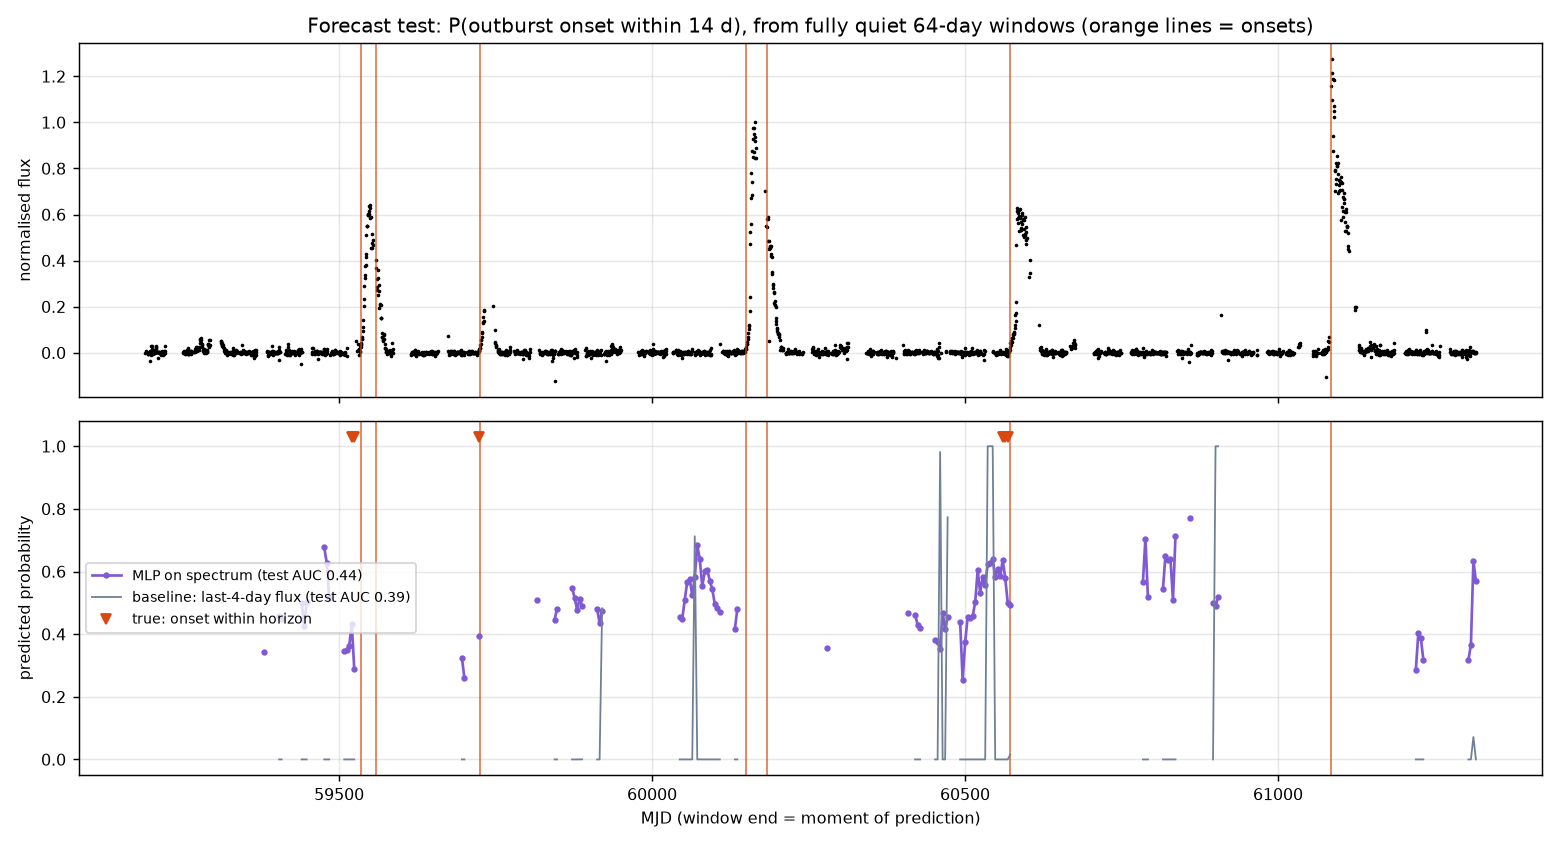 Forecast test: P(outburst onset within 14 d), from fully quiet 64-day windows (orange lines = onsets)
normalised flux
1.2
1.0
0.8
0.6
0.4
0.2
0.0
predicted probability
1.0
0.8
0.6
0.4
0.2
0.0
MLP on spectrum (test AUC 0.44)
baseline: last-4-day flux (test AUC 0.39)
true: onset within horizon
59500
60000
60500
61000
MJD (window end = moment of prediction)